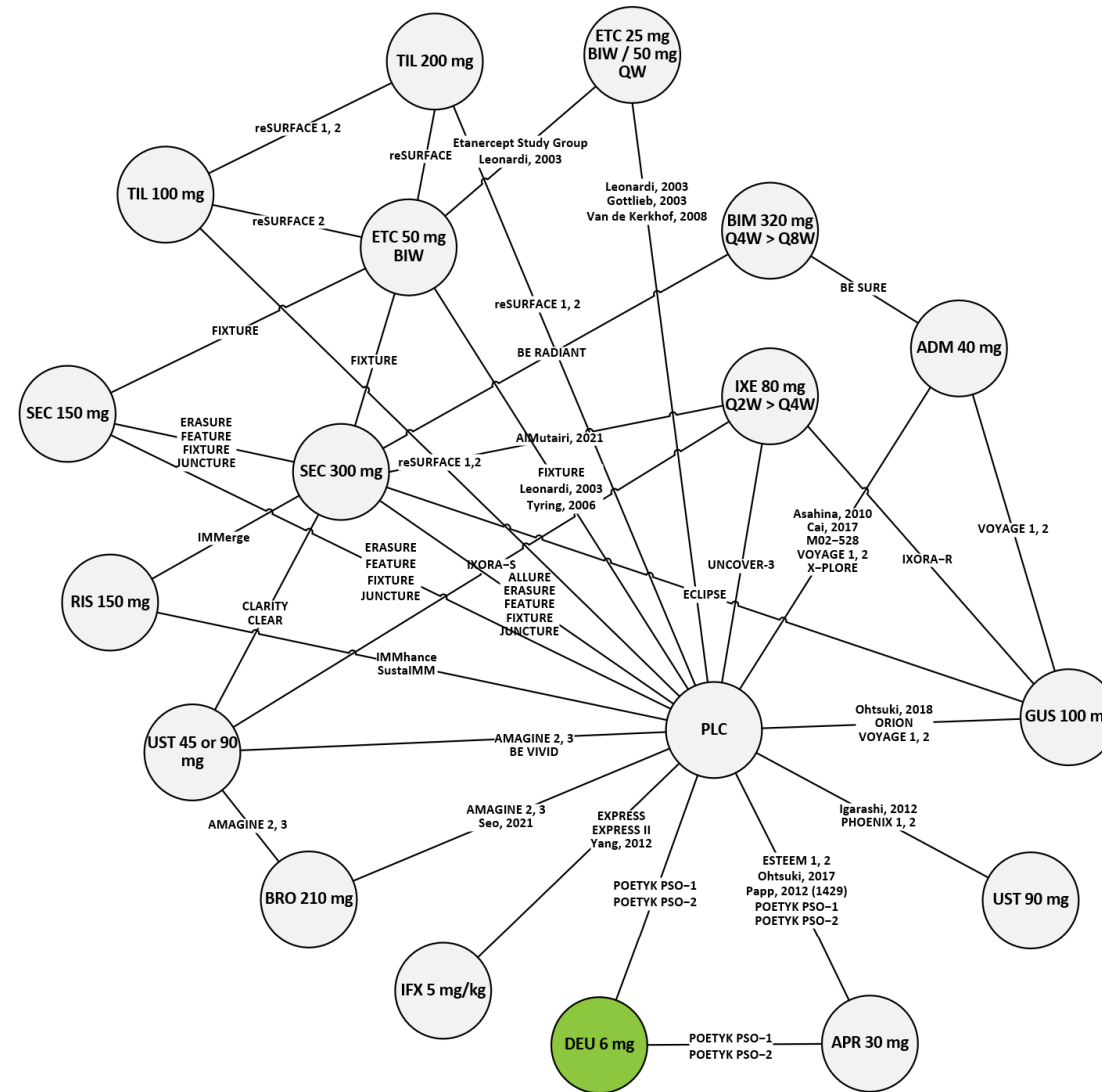 TIL 200 mg
ETC 25 mg
BIW / 50 mg
QW
reSURFACE 1, 2
reSURFACE
Etanercept Study Group
Leonardi, 2003
TIL 100 mg
reSURFACE 2
ETC 50 mg
BIW
Leonardi, 2003
Gottlieb, 2003
Van de Kerkhof, 2008
BIM 320 mg
Q4W > Q8W
BE SURE
ADM 40 mg
reSURFACE 1, 2
FIXTURE
FIXTURE
BE RADIANT
IXE 80 mg
Q2W > Q4W
SEC 150 mg
ERASURE
FEATURE
FIXTURE
JUNCTURE
SEC 300 mg
AlMutairi, 2021
reSURFACE 1,2
FIXTURE
Leonardi, 2003
Tyring, 2006
Asahina, 2010
Cai, 2017
M02−528
VOYAGE 1, 2
X−PLORE
VOYAGE 1, 2
IMMerge
ERASURE
FEATURE
FIXTURE
JUNCTURE
IXORA−S
ALLURE
ERASURE
FEATURE
FIXTURE
JUNCTURE
UNCOVER-3
IXORA−R
ECLIPSE
RIS 150 mg
CLARITY
CLEAR
IMMhance
SustaIMM
UST 45 or 90
mg
AMAGINE 2, 3
BE VIVID
PLC
Ohtsuki, 2018
ORION
VOYAGE 1, 2
GUS 100 m
AMAGINE 2, 3
AMAGINE 2, 3
Seo, 2021
EXPRESS
EXPRESS II
Yang, 2012
Igarashi, 2012
PHOENIX 1, 2
BRO 210 mg
POETYK PSO−1
POETYK PSO−2
ESTEEM 1, 2
Ohtsuki, 2017
Papp, 2012 (1429)
POETYK PSO−1
POETYK PSO−2
UST 90 mg
IFX 5 mg/kg
DEU 6 mg
POETYK PSO−1
POETYK PSO−2
APR 30 mg